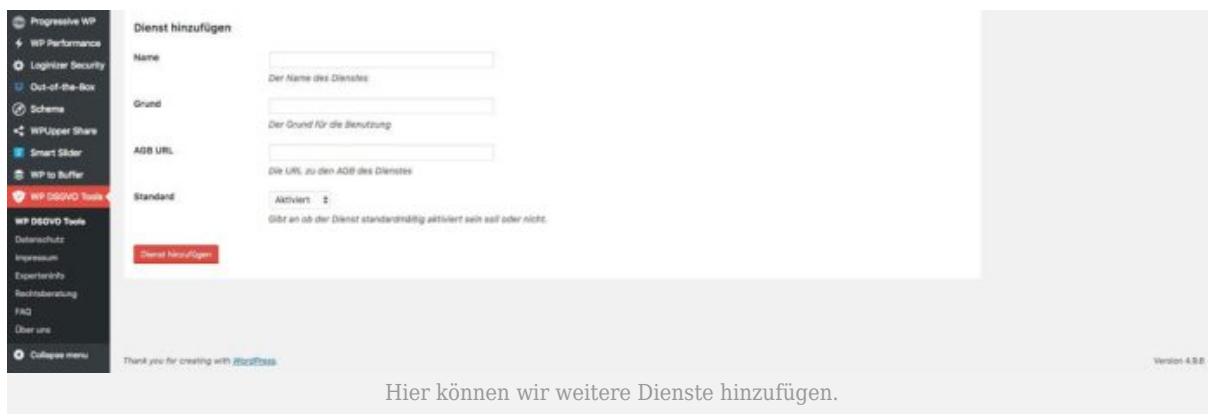 Progressive WP
WP Performance
Loginizer Security
Out-of-the-Box
Schema
WPUpper Share
Smart Slider
WP to Buffer
WP DSGVO Tools
WP DSGVO Tools
Datenschutz
Impressum
Experteninfo
Rechtsberatung
FAQ
Über uns
Collapse menu
Dienst hinzufügen
Name
Der Name des Dienstes
Grund
Der Grund für die Benutzung
AGB URL
Die URL zu den AGB des Dienstes
Standard
Aktiviert
Gibt an ob der Dienst standardmäßig aktiviert sein soll oder nicht.
Dienst hinzufügen
Thank you for creating with WordPress.
Version 4.9.8
Hier können wir weitere Dienste hinzufügen.